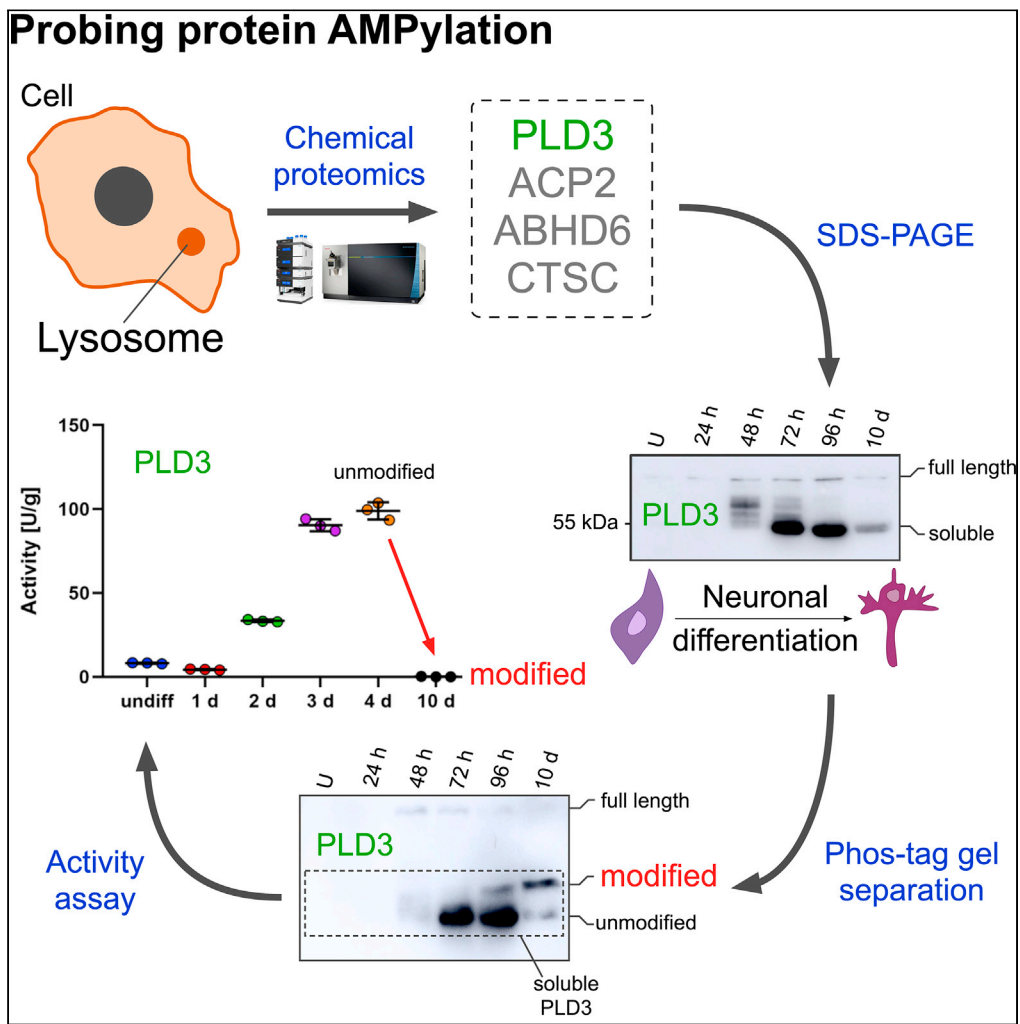 Probing protein AMPylation
Cell
Lysosome
Chemical
proteomics
PLD3
ACP2
ABHD6
CTSC
SDS-PAGE
U
24 h
48 h
72 h
96 h
10 d
full length
55 kDa
PLD3
soluble
Neuronal
differentiation
Phos-tag gel
separation
U
24 h
48 h
72 h
96 h
10 d
full length
PLD3
modified
unmodified
soluble
PLD3
Activity
assay
Activity [U/g]
150
100
50
0
PLD3
unmodified
modified
undiff
1 d
2 d
3 d
4 d
10 d